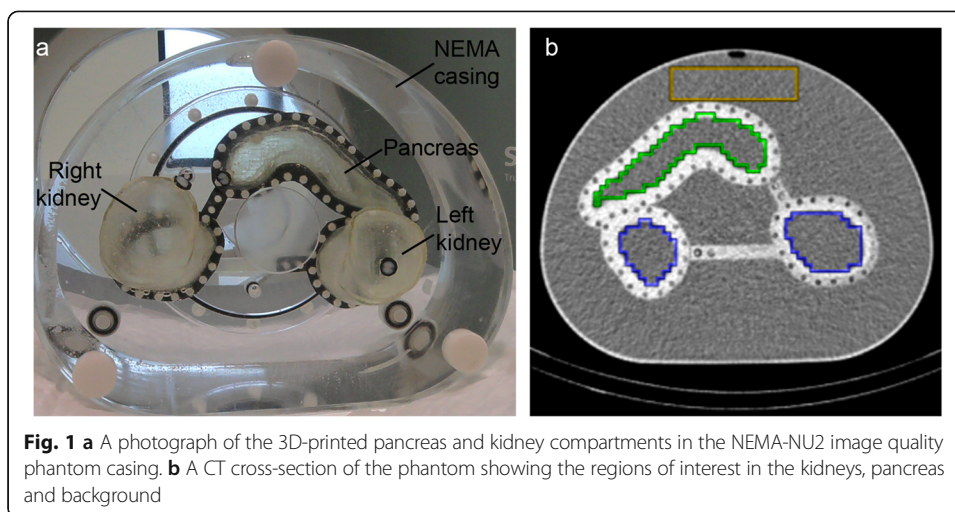 a
NEMA
casing
Pancreas
Right
kidney
Left
kidney
b
Fig. 1 a A photograph of the 3D-printed pancreas and kidney compartments in the NEMA-NU2 image quality
phantom casing. b A CT cross-section of the phantom showing the regions of interest in the kidneys, pancreas
and background